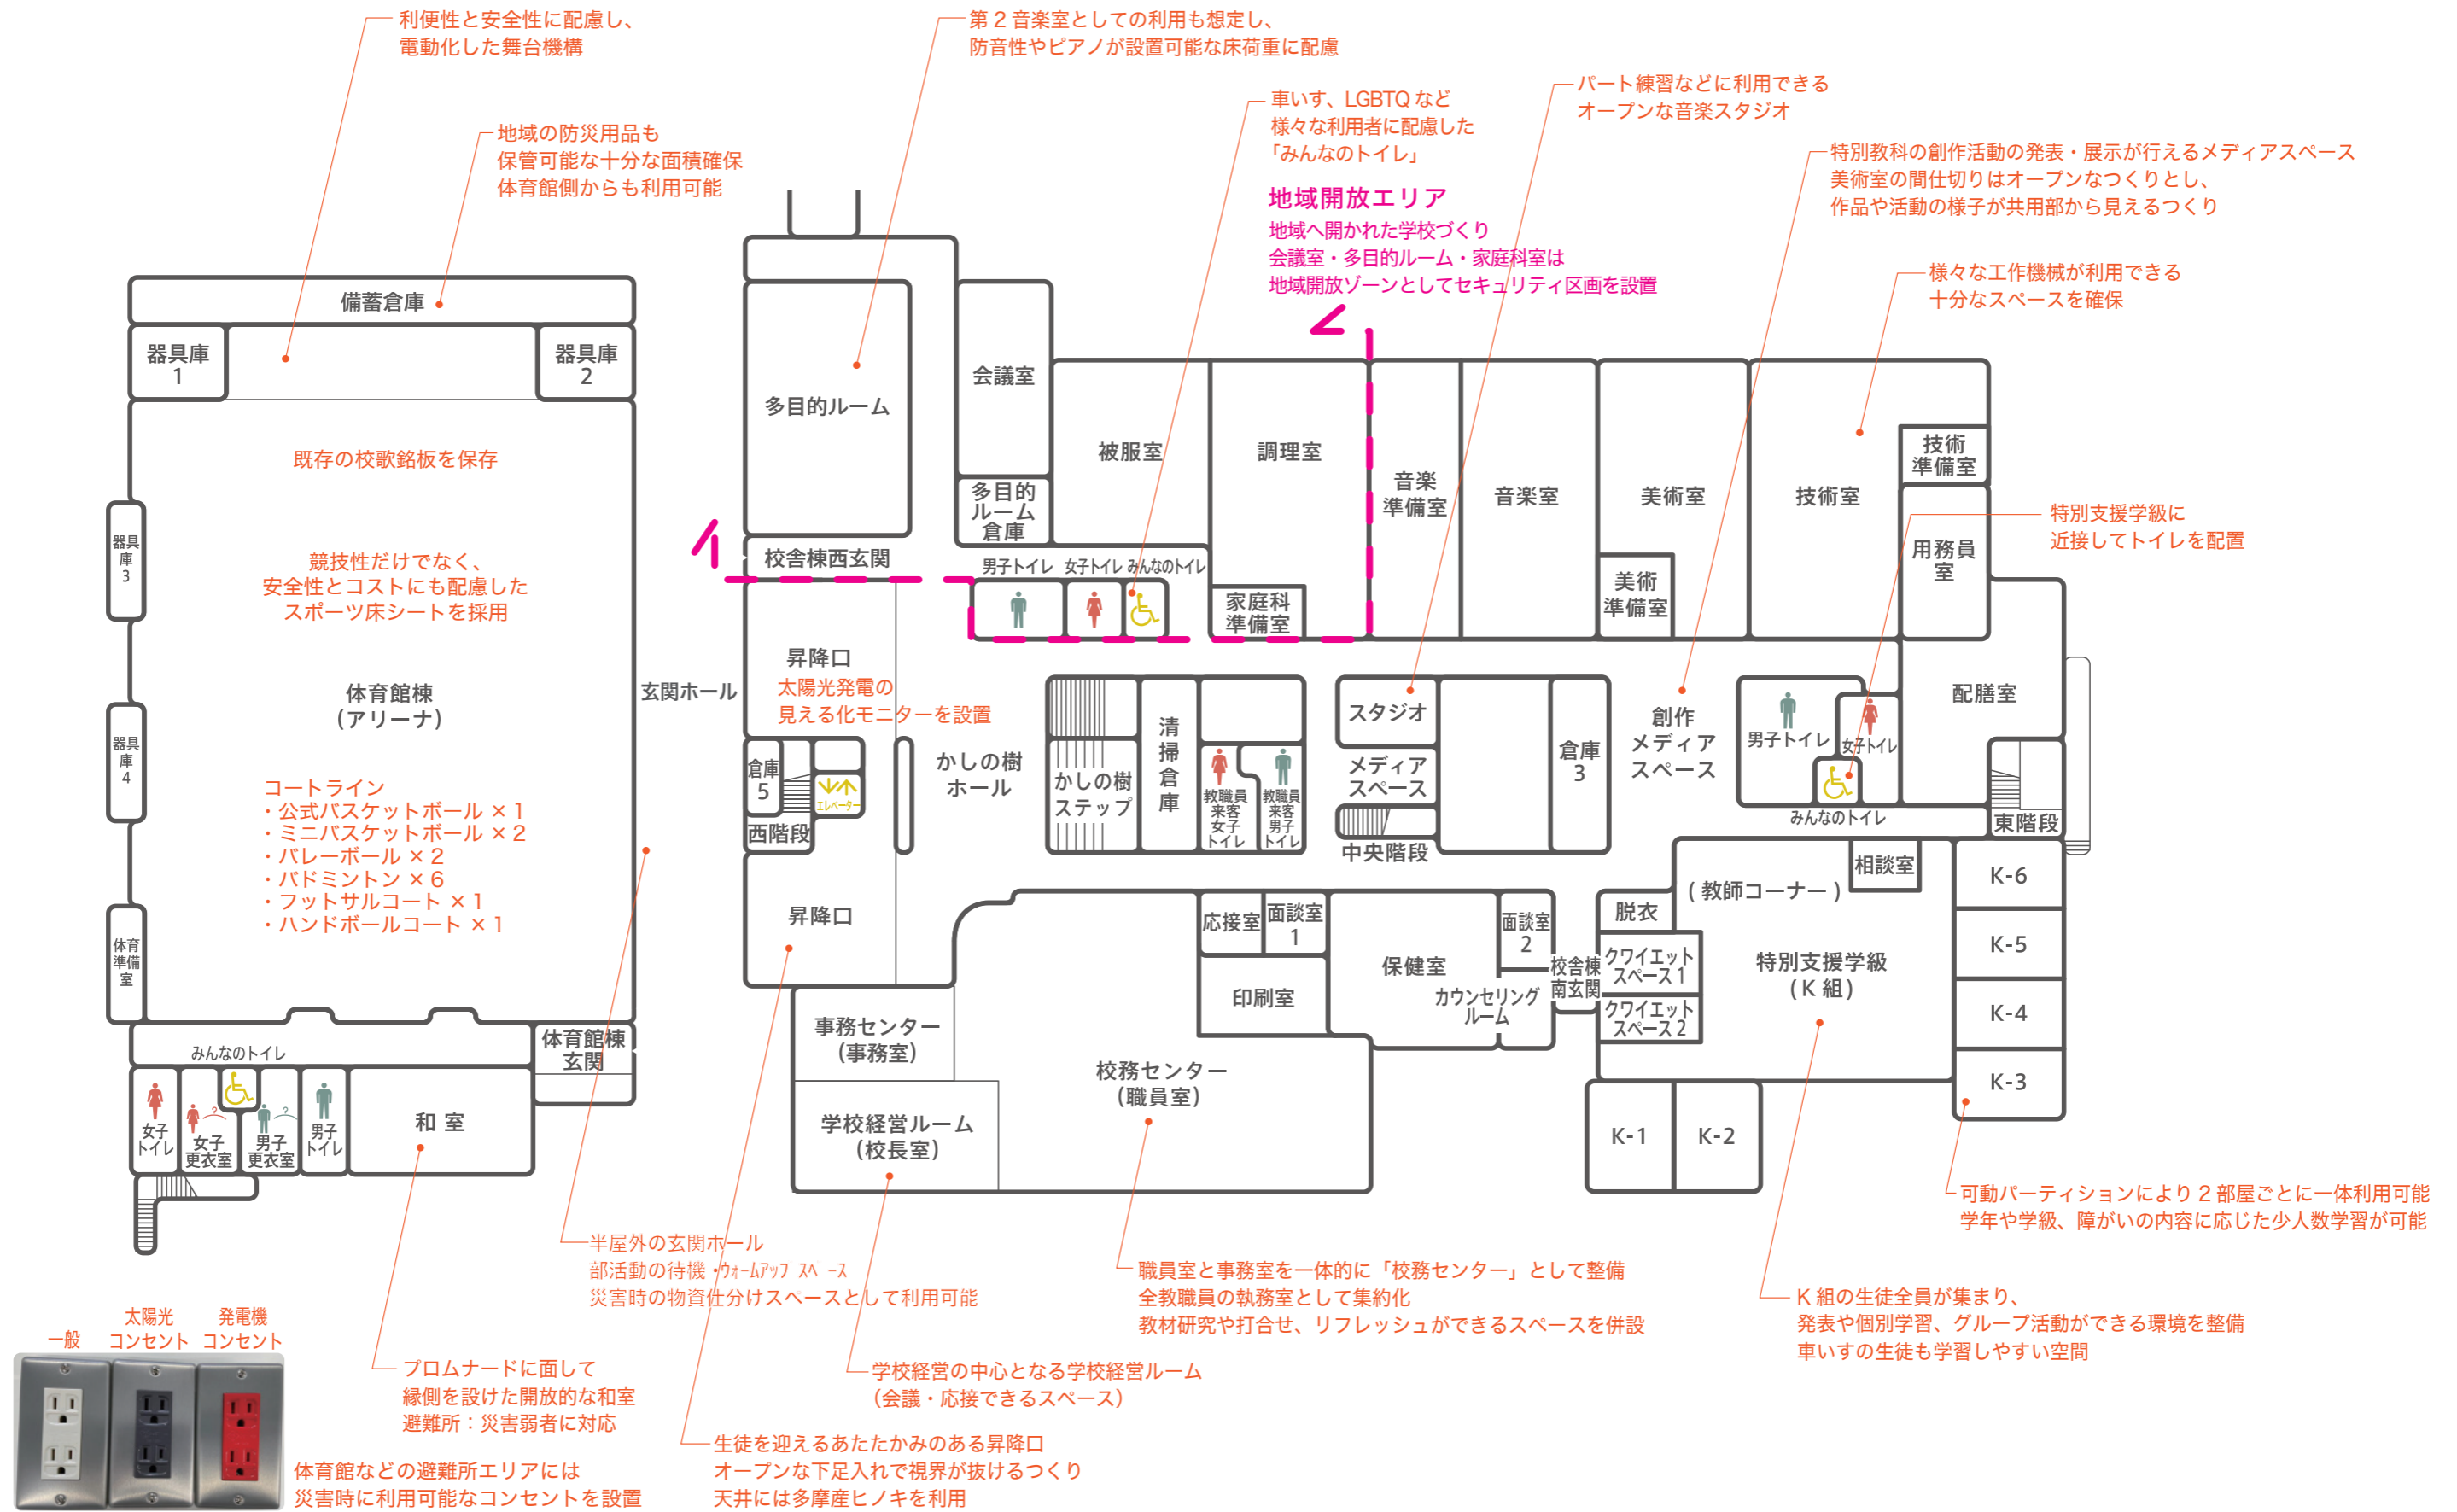 利便性と安全性に配慮し、
電動化した舞台機構
第2音楽室としての利用も想定し、
防音性やピアノが設置可能な床荷重に配慮
パート練習などに利用できる
オープンな音楽スタジオ
車いす、LGBTQ など
様々な利用者に配慮した
「みんなのトイレ」
地域の防災用品も
保管可能な十分な面積確保
体育館側からも利用可能
特別教科の創作活動の発表・展示が行えるメディアスペース
美術室の間仕切りはオープンなつくりとし、
作品や活動の様子が共用部から見えるつくり
地域開放エリア
地域へ開かれた学校づくり
会議室・多目的ルーム・家庭科室は
地域開放ゾーンとしてセキュリティ区画を設置
様々な工作機械が利用できる
十分なスペースを確保
備蓄倉庫
器具庫
1
器具庫
2
既存の校歌銘板を保存
競技性だけでなく、
安全性とコストにも配慮した
スポーツ床シートを採用
器具
庫
3
体育館棟
(アリーナ)
器具
庫
4
コートライン
・公式バスケットボール ×1
・ミニバスケットボール ×2
・バレーボール ×2
・バドミントン ×6
・フットサルコート ×1
・ハンドボールコート ×1
体育
準備
室
みんなのトイレ
体育館棟
玄関
女子
トイレ
女子
更衣室
男子
更衣室
男子
トイレ
和 室
玄関ホール
多目的ルーム
会議室
多目的
ルーム
倉庫
被服室
調理室
家庭科
準備室
音楽
準備室
音楽室
美術室
美術
準備室
技術室
技術
準備室
用務員
室
特別支援学級に
近接してトイレを配置
校舎棟西玄関
男子トイレ
女子トイレ
みんなのトイレ
昇降口
太陽光発電の
見える化モニターを設置
倉庫
5
エレベーター
西階段
かしの樹
ホール
かしの樹
ステップ
清
掃
倉
庫
教職員
来客
女子
トイレ
教職員
来客
男子
トイレ
スタジオ
メディア
スペース
中央階段
倉庫
3
創作
メディア
スペース
男子トイレ
女子トイレ
みんなのトイレ
配膳室
東階段
昇降口
事務センター
(事務室)
学校経営ルーム
(校長室)
校務センター
(職員室)
応接室
面談室
1
印刷室
保健室
面談室
2
カウンセリング
ルーム
校舎棟
南玄関
脱衣
クワイエット
スペース 1
クワイエット
スペース 2
(教師コーナー)
相談室
特別支援学級
(K 組)
K-6
K-5
K-4
K-3
K-1
K-2
可動パーティションにより2部屋ごとに一体利用可能
学年や学級、障がいの内容に応じた少人数学習が可能
半屋外の玄関ホール
部活動の待機・ウォームアップ スペース
災害時の物資仕分けスペースとして利用可能
職員室と事務室を一体的に「校務センター」として整備
全教職員の執務室として集約化
教材研究や打合せ、リフレッシュができるスペースを併設
K 組の生徒全員が集まり、
発表や個別学習、グループ活動ができる環境を整備
車いすの生徒も学習しやすい空間
学校経営の中心となる学校経営ルーム
(会議・応接できるスペース)
プロムナードに面して
縁側を設けた開放的な和室
避難所：災害弱者に対応
生徒を迎えるあたたかみのある昇降口
オープンな下足入れで視界が抜けるつくり
天井には多摩産ヒノキを利用
一般
太陽光
コンセント
発電機
コンセント
体育館などの避難所エリアには
災害時に利用可能なコンセントを設置